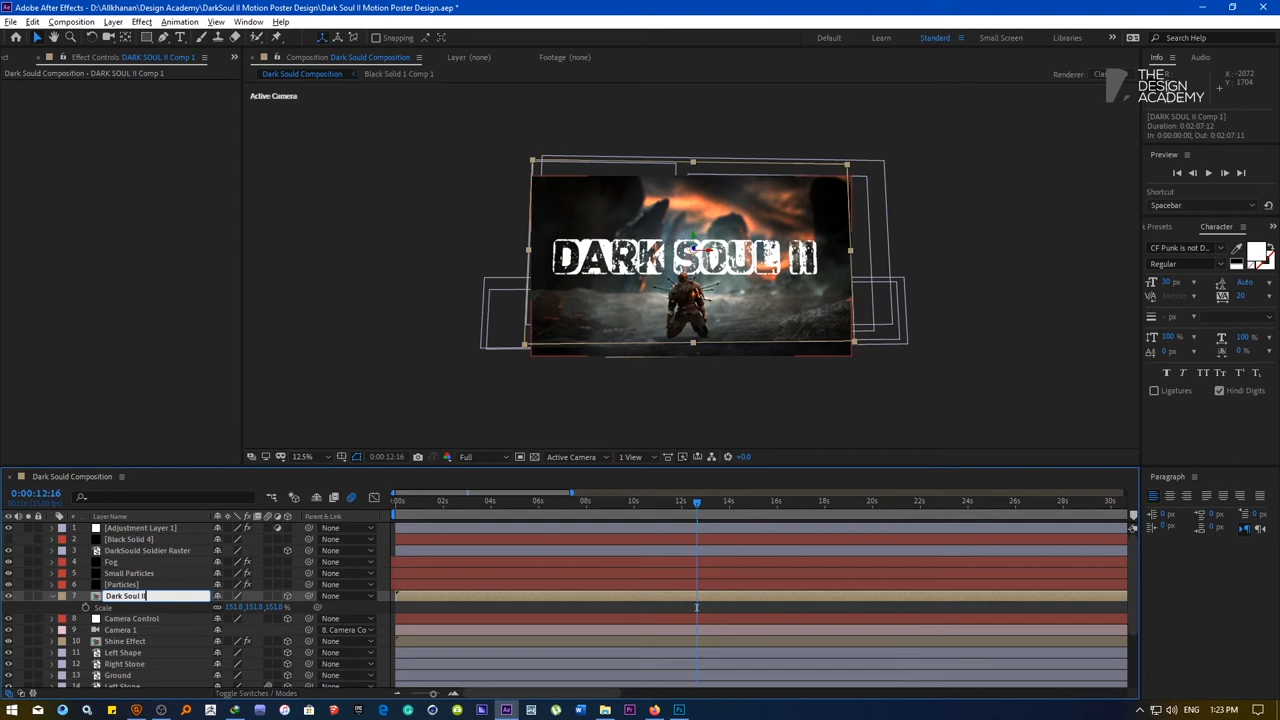 Adobe After Effects - D:\Allkhanan\Design Academy\DarkSoul II Motion Poster Design\Dark Soul II Motion Poster Design.aep *
File Edit Composition Layer Effect Animation View Window Help
Snapping Default Learn Standard Small Screen Libraries Search Help
Effect Controls DARK SOUL II Comp 1
Composition Dark Sould Composition Layer (none) Footage (none)
Info Audio
Dark Sould Composition • DARK SOUL II Comp 1
Dark Sould Composition Black Solid 1 Comp 1 Renderer:
X : -2072
Y : 1704
THE
DESIGN
ACADEMY
Active Camera
[DARK SOUL II Comp 1]
Duration: 0:02:07:12
In: 0:00:00:00, Out: 0:02:07:11
Preview
Shortcut
Spacebar
Presets Character
DARK SOUL II
CF Punk is not D...
Regular
30 px Auto
Metrics 20
- px
100 % 100 %
0 px 0 %
T T TT Tr T¹ T₁
Ligatures Hindi Digits
12.5% 0:00:12:16 Full Active Camera 1 View +0.0
Dark Sould Composition
Paragraph
0:00:12:16
:00s 02s 04s 06s 08s 10s 12s 14s 16s 18s 20s 22s 24s 26s 28s 30s
# Layer Name Parent & Link
0 px 0 px
0 px 0 px
1 [Adjustment Layer 1] None
2 [Black Solid 4] None
3 DarkSould Soldier Raster None
4 Fog None
5 Small Particles None
6 [Particles] None
7 Dark Soul II None
Scale 151.8,151.8,151.8 %
8 Camera Control None
9 Camera 1 8. Camera Co
10 Shine Effect None
11 Left Shape None
12 Right Stone None
13 Ground None
14 Left Stone None
Toggle Switches / Modes
1:23 PM